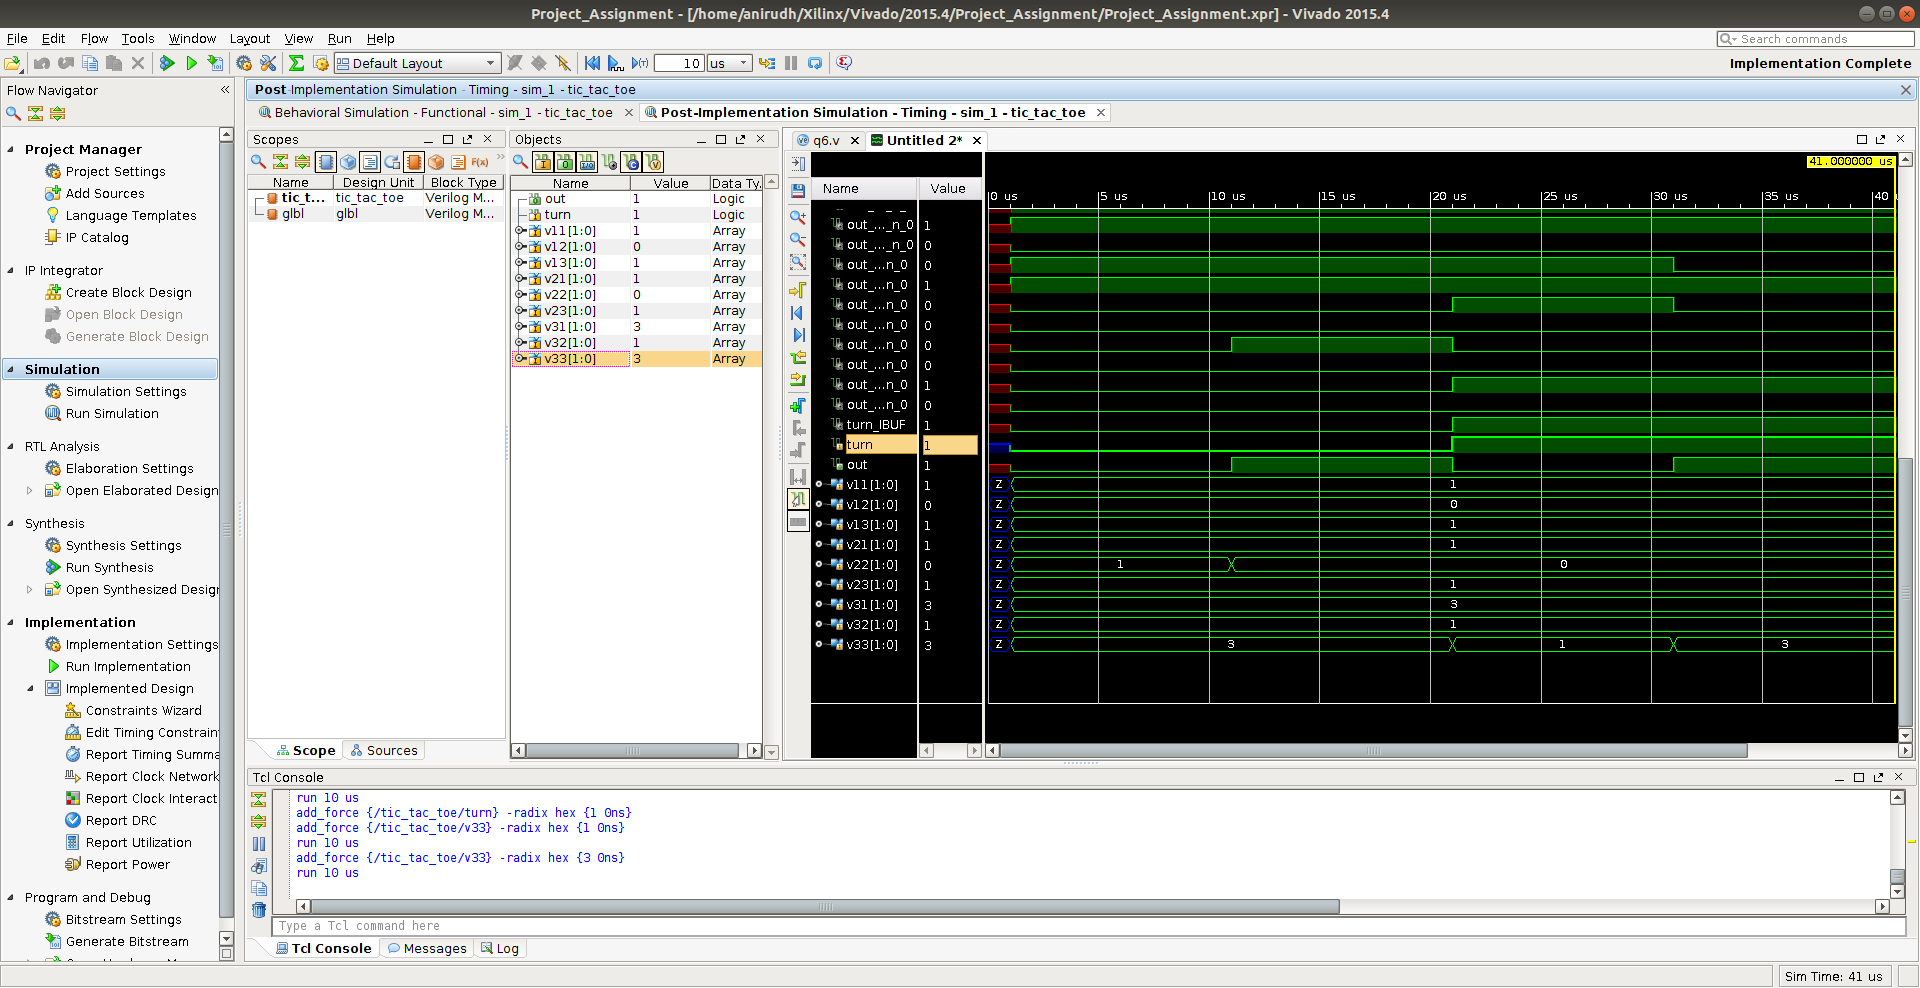 Project_Assignment - [/home/anirudh/Xilinx/Vivado/2015.4/Project_Assignment/Project_Assignment.xpr] - Vivado 2015.4
File Edit Flow Tools Window Layout View Run Help
Search commands
Default Layout 10 us Implementation Complete
Flow Navigator
Project Manager
Project Settings
Add Sources
Language Templates
IP Catalog
IP Integrator
Create Block Design
Open Block Design
Generate Block Design
Simulation
Simulation Settings
Run Simulation
RTL Analysis
Elaboration Settings
Open Elaborated Design
Synthesis
Synthesis Settings
Run Synthesis
Open Synthesized Desig
Implementation
Implementation Settings
Run Implementation
Implemented Design
Constraints Wizard
Edit Timing Constrain
Report Timing Summa
Report Clock Network
Report Clock Interact
Report DRC
Report Utilization
Report Power
Program and Debug
Bitstream Settings
Generate Bitstream
Post-Implementation Simulation - Timing - sim_1 - tic_tac_toe
Behavioral Simulation - Functional - sim_1 - tic_tac_toe
Post-Implementation Simulation - Timing - sim_1 - tic_tac_toe
Scopes
Name Design Unit Block Type
tic_t... tic_tac_toe Verilog M...
glbl glbl Verilog M...
Scope Sources
Objects
Name Value Data Ty.
out 1 Logic
turn 1 Logic
v11[1:0] 1 Array
v12[1:0] 0 Array
v13[1:0] 1 Array
v21[1:0] 1 Array
v22[1:0] 0 Array
v23[1:0] 1 Array
v31[1:0] 3 Array
v32[1:0] 1 Array
v33[1:0] 3 Array
q6.v Untitled 2*
41.000000 us
Name Value 0 us 5 us 10 us 15 us 20 us 25 us 30 us 35 us 40 u
out_..._n_0 1
out_..._n_0 0
out_...n_0 0
out_...n_0 1
out_...n_0 0
out_...n_0 0
out_...n_0 0
out_...n_0 0
out_...n_0 1
out_...n_0 0
turn_IBUF 1
turn 1
out 1
v11[1:0] 1 Z 1
v12[1:0] 0 Z 0
v13[1:0] 1 Z 1
v21[1:0] 1 Z 1
v22[1:0] 0 Z 1 0
v23[1:0] 1 Z 1
v31[1:0] 3 Z 3
v32[1:0] 1 Z 1
v33[1:0] 3 Z 3 1 3
Tcl Console
run 10 us
add_force {/tic_tac_toe/turn} -radix hex {1 0ns}
add_force {/tic_tac_toe/v33} -radix hex {1 0ns}
run 10 us
add_force {/tic_tac_toe/v33} -radix hex {3 0ns}
run 10 us
Type a Tcl command here
Tcl Console Messages Log
Sim Time: 41 us